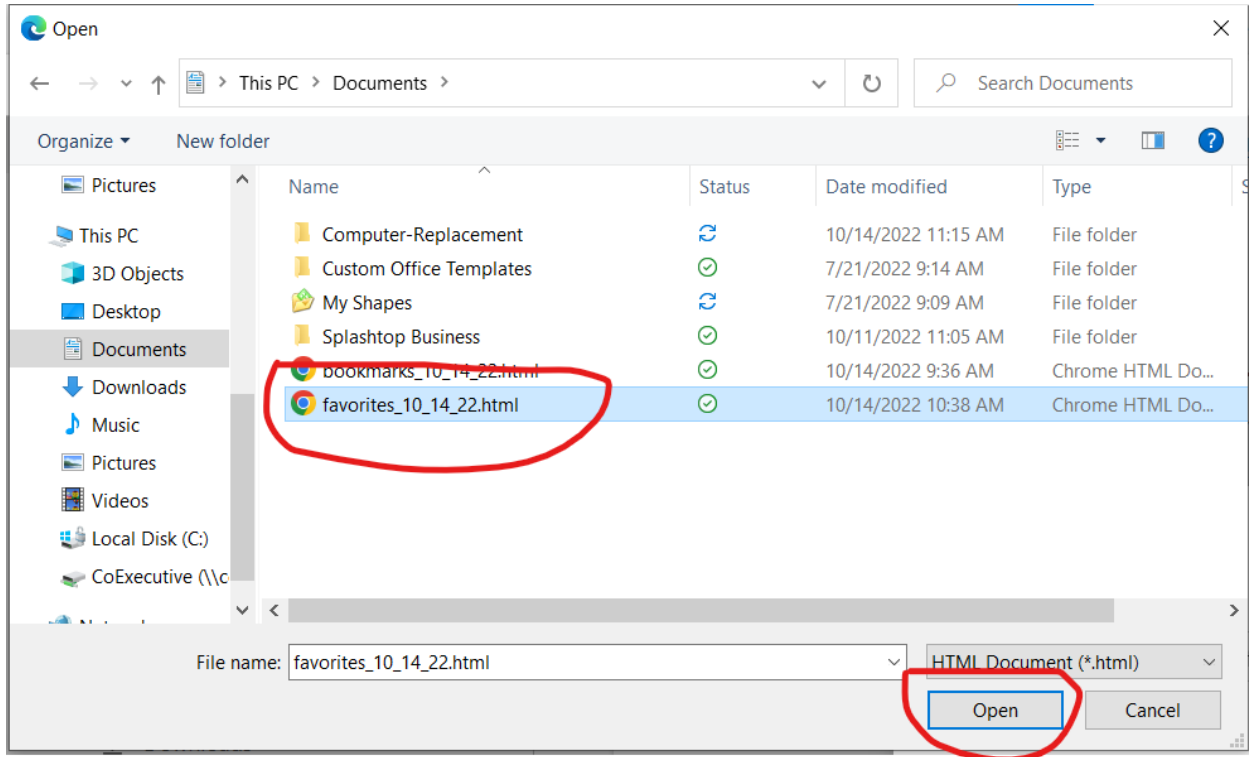 Open
This PC > Documents >
Search Documents
Organize
New folder
?
Pictures
This PC
3D Objects
Desktop
Documents
Downloads
Music
Pictures
Videos
Local Disk (C:)
CoExecutive (\\c
Name Status Date modified Type S
Computer-Replacement 10/14/2022 11:15 AM File folder
Custom Office Templates 7/21/2022 9:14 AM File folder
My Shapes 7/21/2022 9:09 AM File folder
Splashtop Business 10/11/2022 11:05 AM File folder
bookmarks_10_14_22.html 10/14/2022 9:36 AM Chrome HTML Do...
favorites_10_14_22.html 10/14/2022 10:38 AM Chrome HTML Do...
File name: favorites_10_14_22.html HTML Document (*.html)
Open Cancel